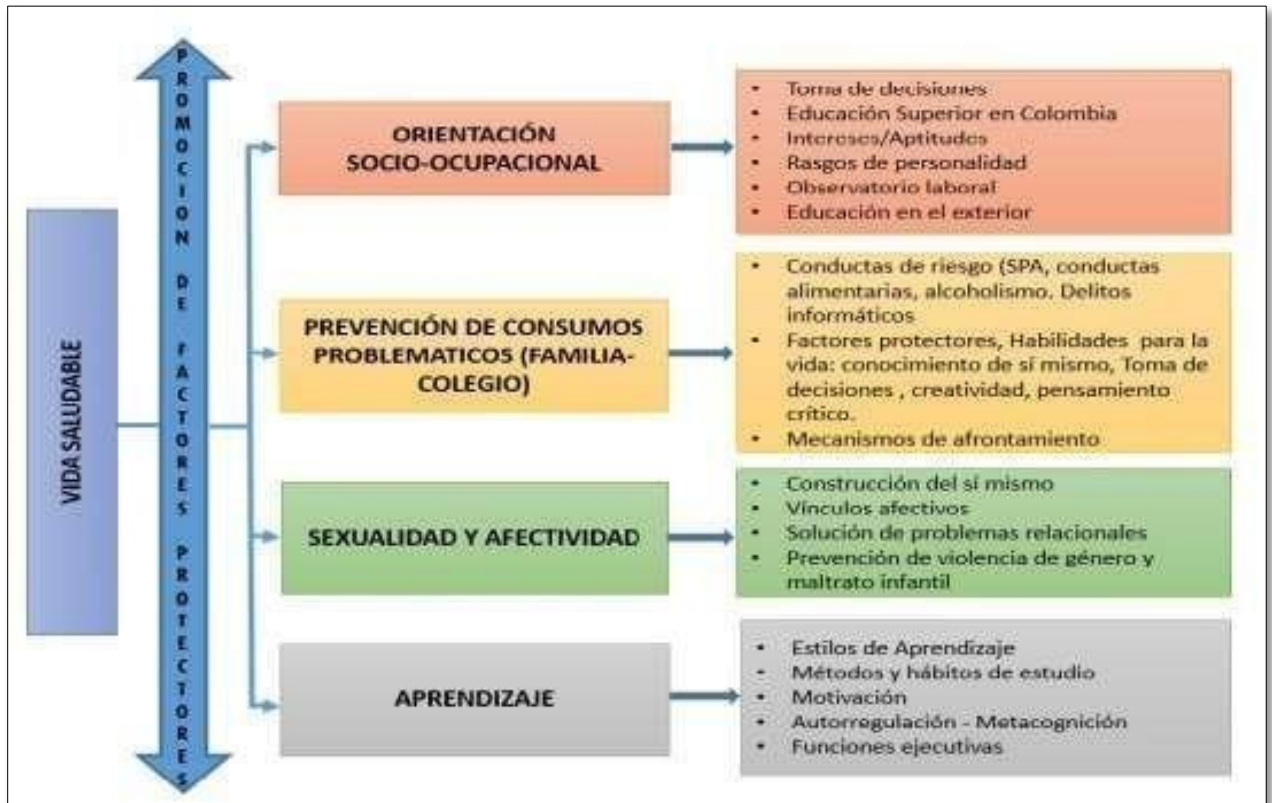 VIDA SALUDABLE
PROMOCION DE FACTORES PROTECTORES
ORIENTACIÓN
SOCIO-OCUPACIONAL
• Toma de decisiones
• Educación Superior en Colombia
• Intereses/Aptitudes
• Rasgos de personalidad
• Observatorio laboral
• Educación en el exterior
PREVENCIÓN DE CONSUMOS
PROBLEMATICOS (FAMILIA-
COLEGIO)
• Conductas de riesgo (SPA, conductas
alimentarias, alcoholismo. Delitos
informáticos
• Factores protectores, Habilidades para la
vida: conocimiento de sí mismo, Toma de
decisiones , creatividad, pensamiento
crítico.
• Mecanismos de afrontamiento
SEXUALIDAD Y AFECTIVIDAD
• Construcción del sí mismo
• Vínculos afectivos
• Solución de problemas relacionales
• Prevención de violencia de género y
maltrato infantil
APRENDIZAJE
• Estilos de Aprendizaje
• Métodos y hábitos de estudio
• Motivación
• Autorregulación - Metacognición
• Funciones ejecutivas